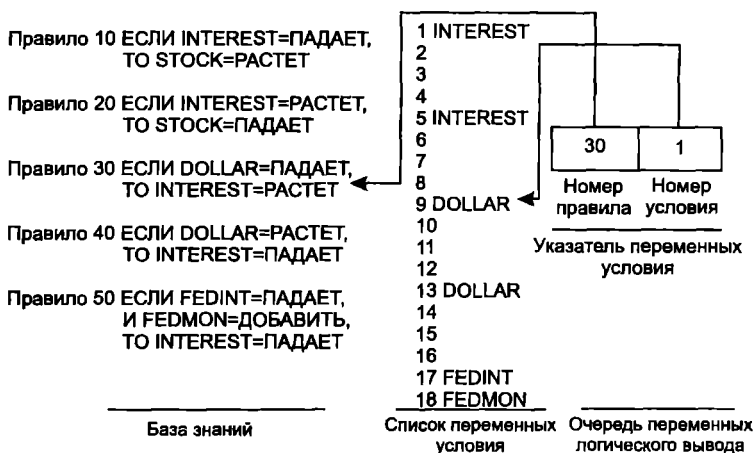 Правило 10 ЕСЛИ INTEREST=ПАДАЕТ,
ТО STOCK=РАСТЕТ
Правило 20 ЕСЛИ INTEREST=РАСТЕТ,
ТО STOCK=ПАДАЕТ
Правило 30 ЕСЛИ DOLLAR=ПАДАЕТ,
ТО INTEREST=РАСТЕТ
Правило 40 ЕСЛИ DOLLAR=РАСТЕТ,
ТО INTEREST=ПАДАЕТ
Правило 50 ЕСЛИ FEDINT=ПАДАЕТ,
И FEDMON=ДОБАВИТЬ,
ТО INTEREST=ПАДАЕТ
База знаний
1 INTEREST
2
3
4
5 INTEREST
6
7
8
9 DOLLAR
10
11
12
13 DOLLAR
14
15
16
17 FEDINT
18 FEDMON
Список переменных
условия
30 1
Номер Номер
правила условия
Указатель переменных
условия
Очередь переменных
логического вывода